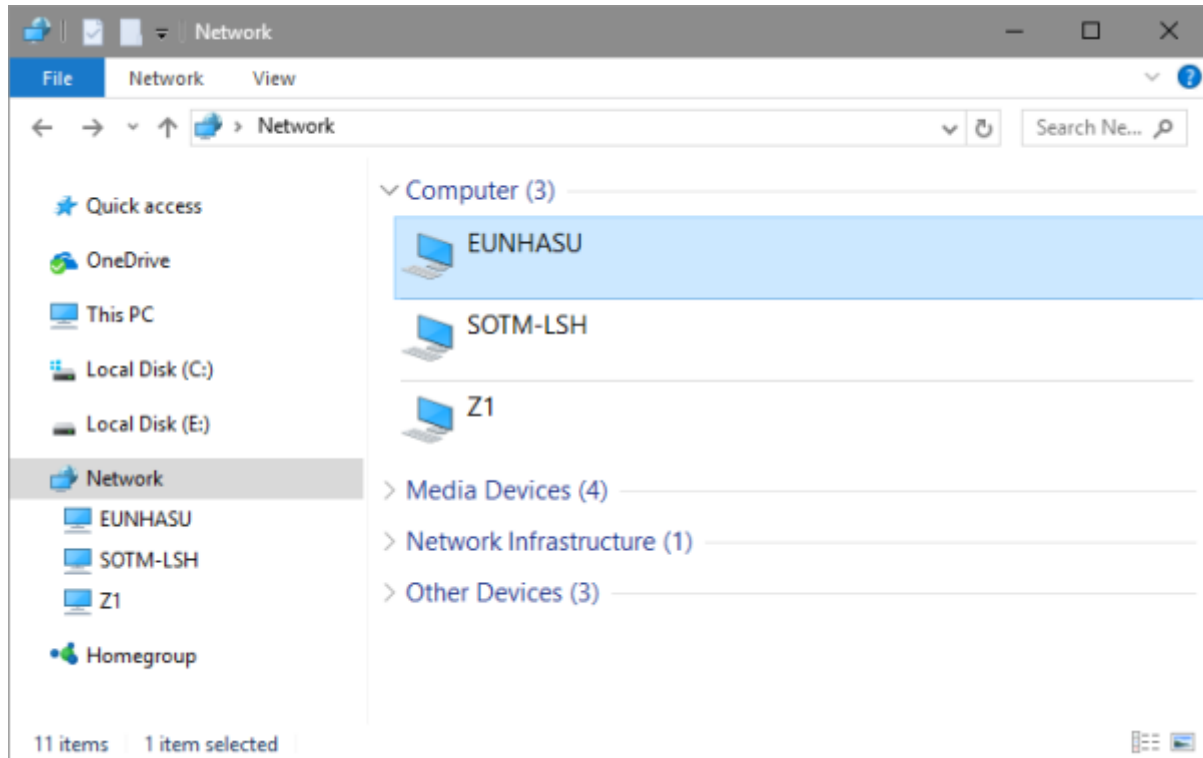 Network
File Network View
Network
Search Ne...
Quick access
OneDrive
This PC
Local Disk (C:)
Local Disk (E:)
Network
EUNHASU
SOTM-LSH
Z1
Homegroup
Computer (3)
EUNHASU
SOTM-LSH
Z1
Media Devices (4)
Network Infrastructure (1)
Other Devices (3)
11 items 1 item selected